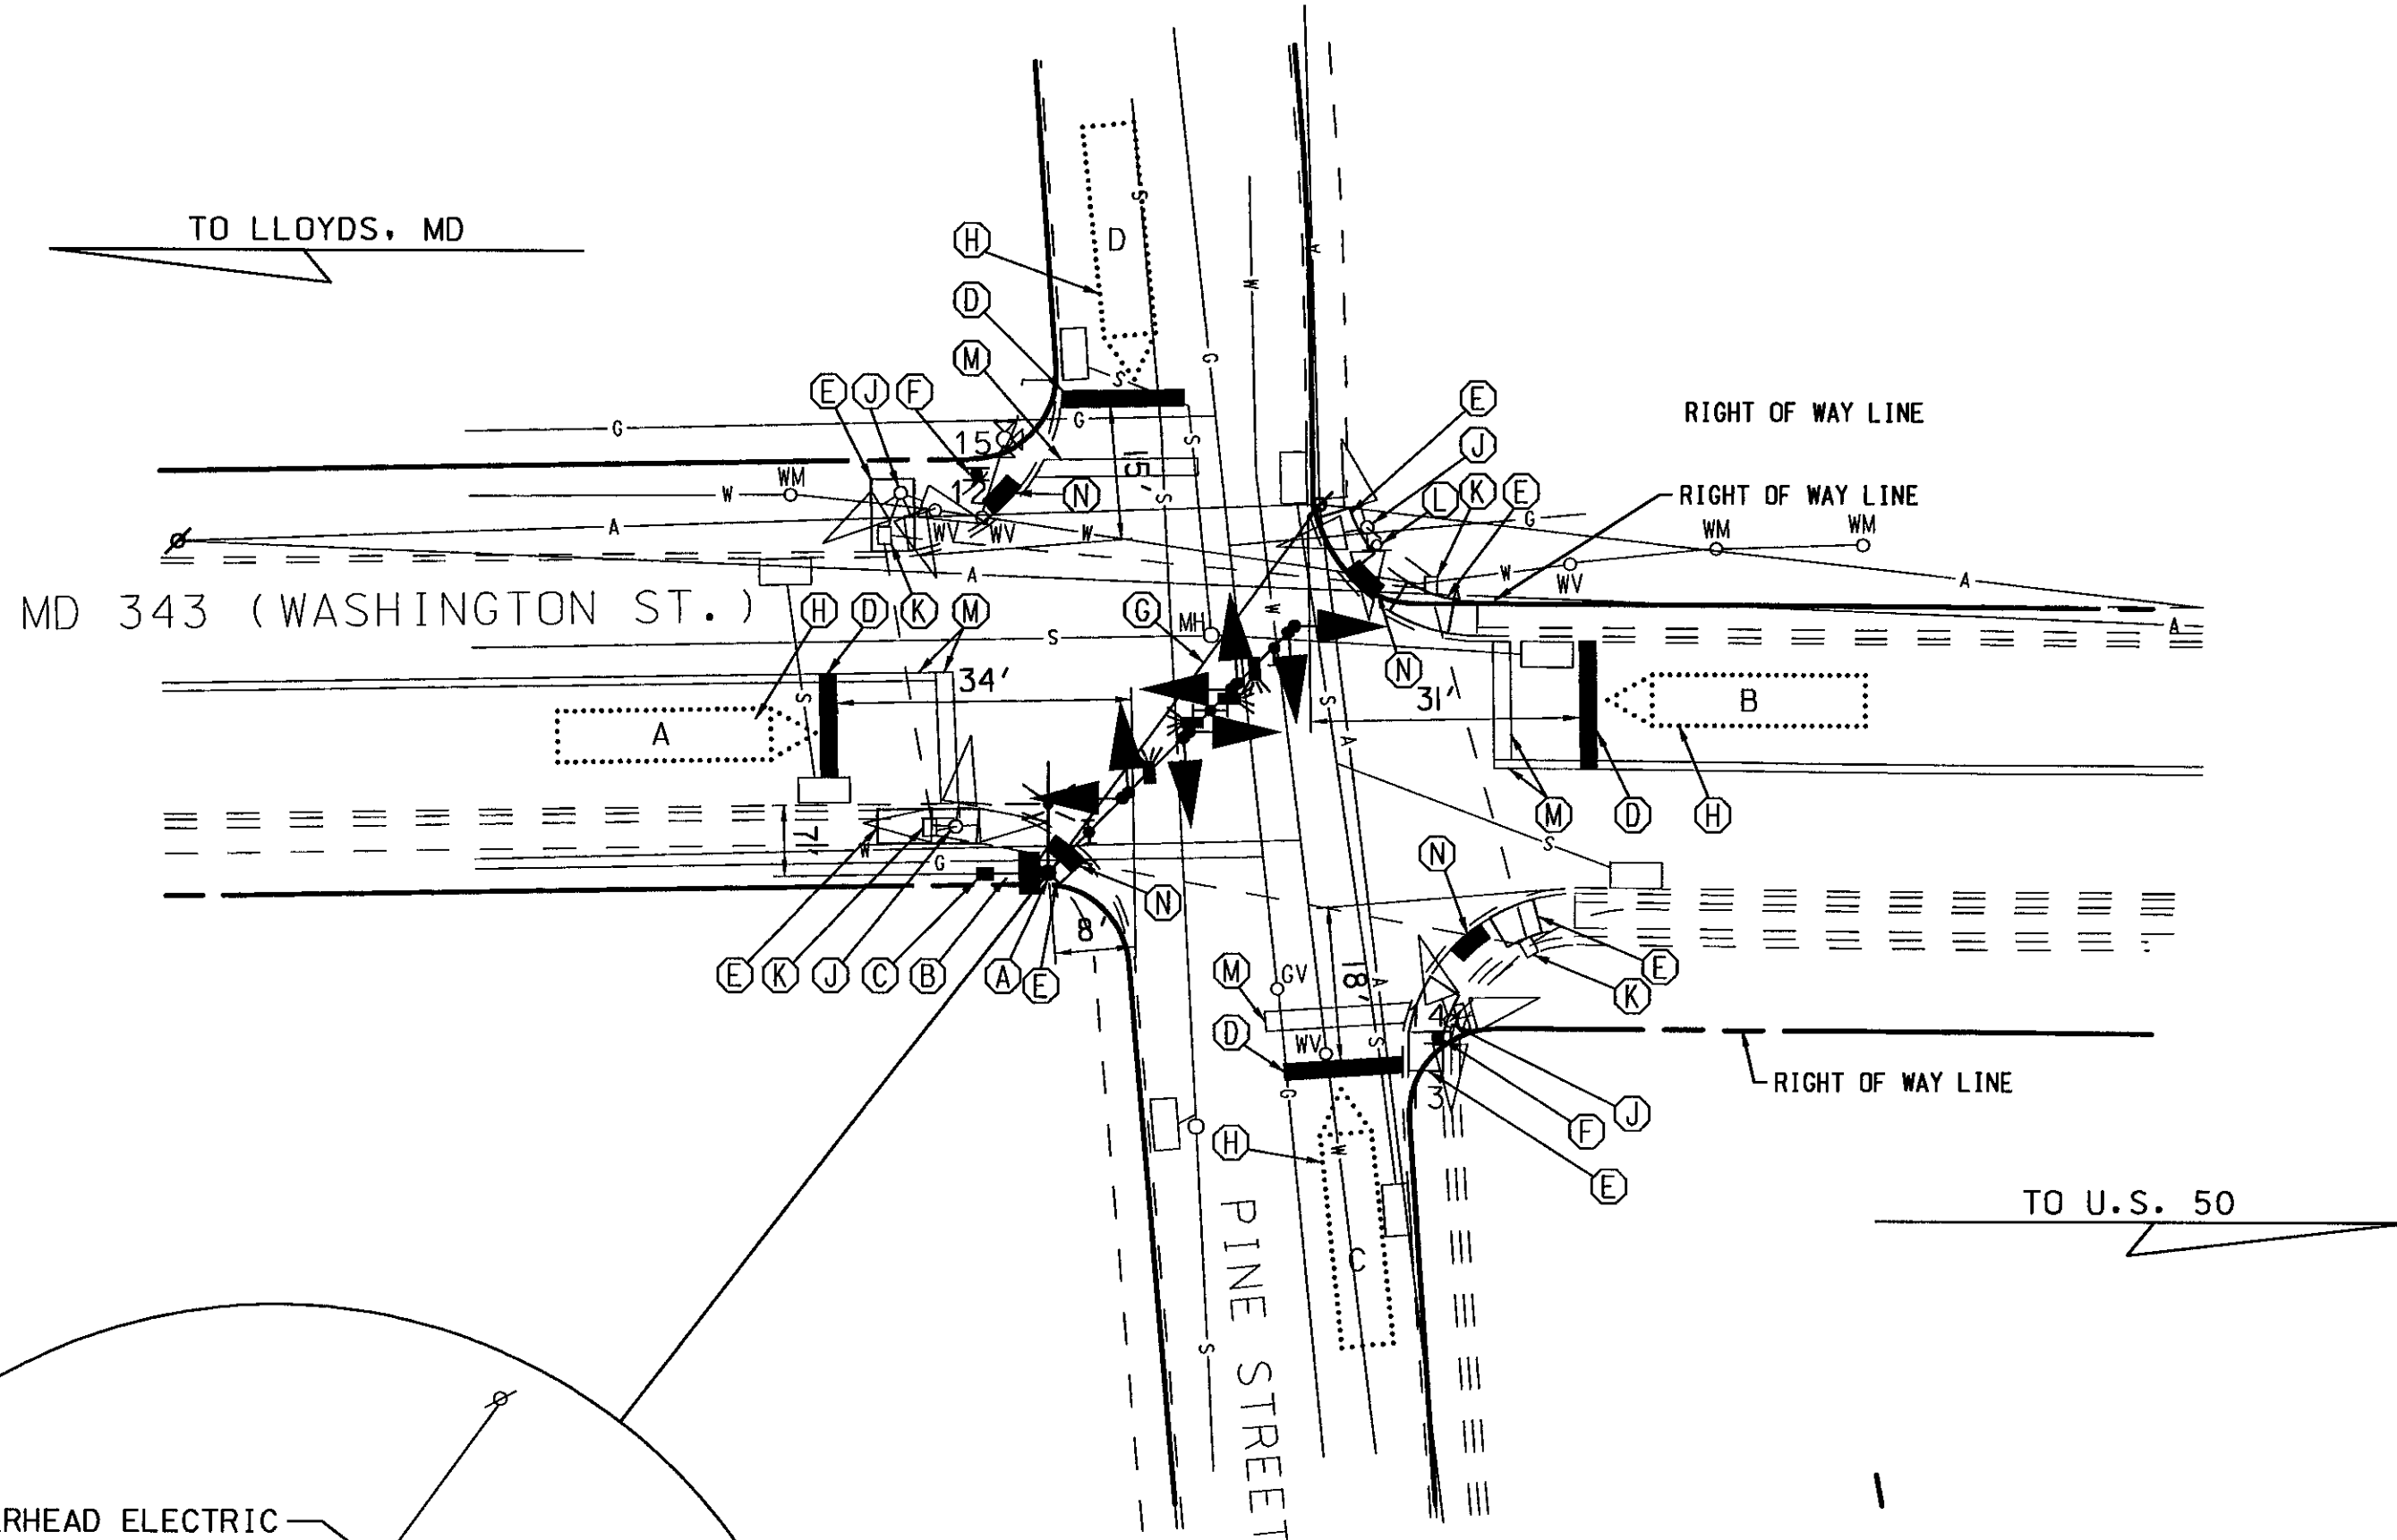 TO LLOYDS, MD
S
H
D
D
G
W
A
M
S
E J F
E
RIGHT OF WAY LINE
G
G
15
S
J
15'
WM
W
12
N
S
L K E
RIGHT OF WAY LINE
A
WV
WV
W
G
WM
WM
A
W
WV
A
MD 343 (WASHINGTON ST.)
H D K M
G
MH
W
S
A
S
34'
N
31'
S
A
B
A
M D H
7'
W
G
N
S
N
8'
E K J C B A E
M
GV
18'
A
E
K
14
D
WV
S
RIGHT OF WAY LINE
G
13
J
F
H
W
E
TO U.S. 50
C
S
PINE STREET
RHEAD ELECTRIC